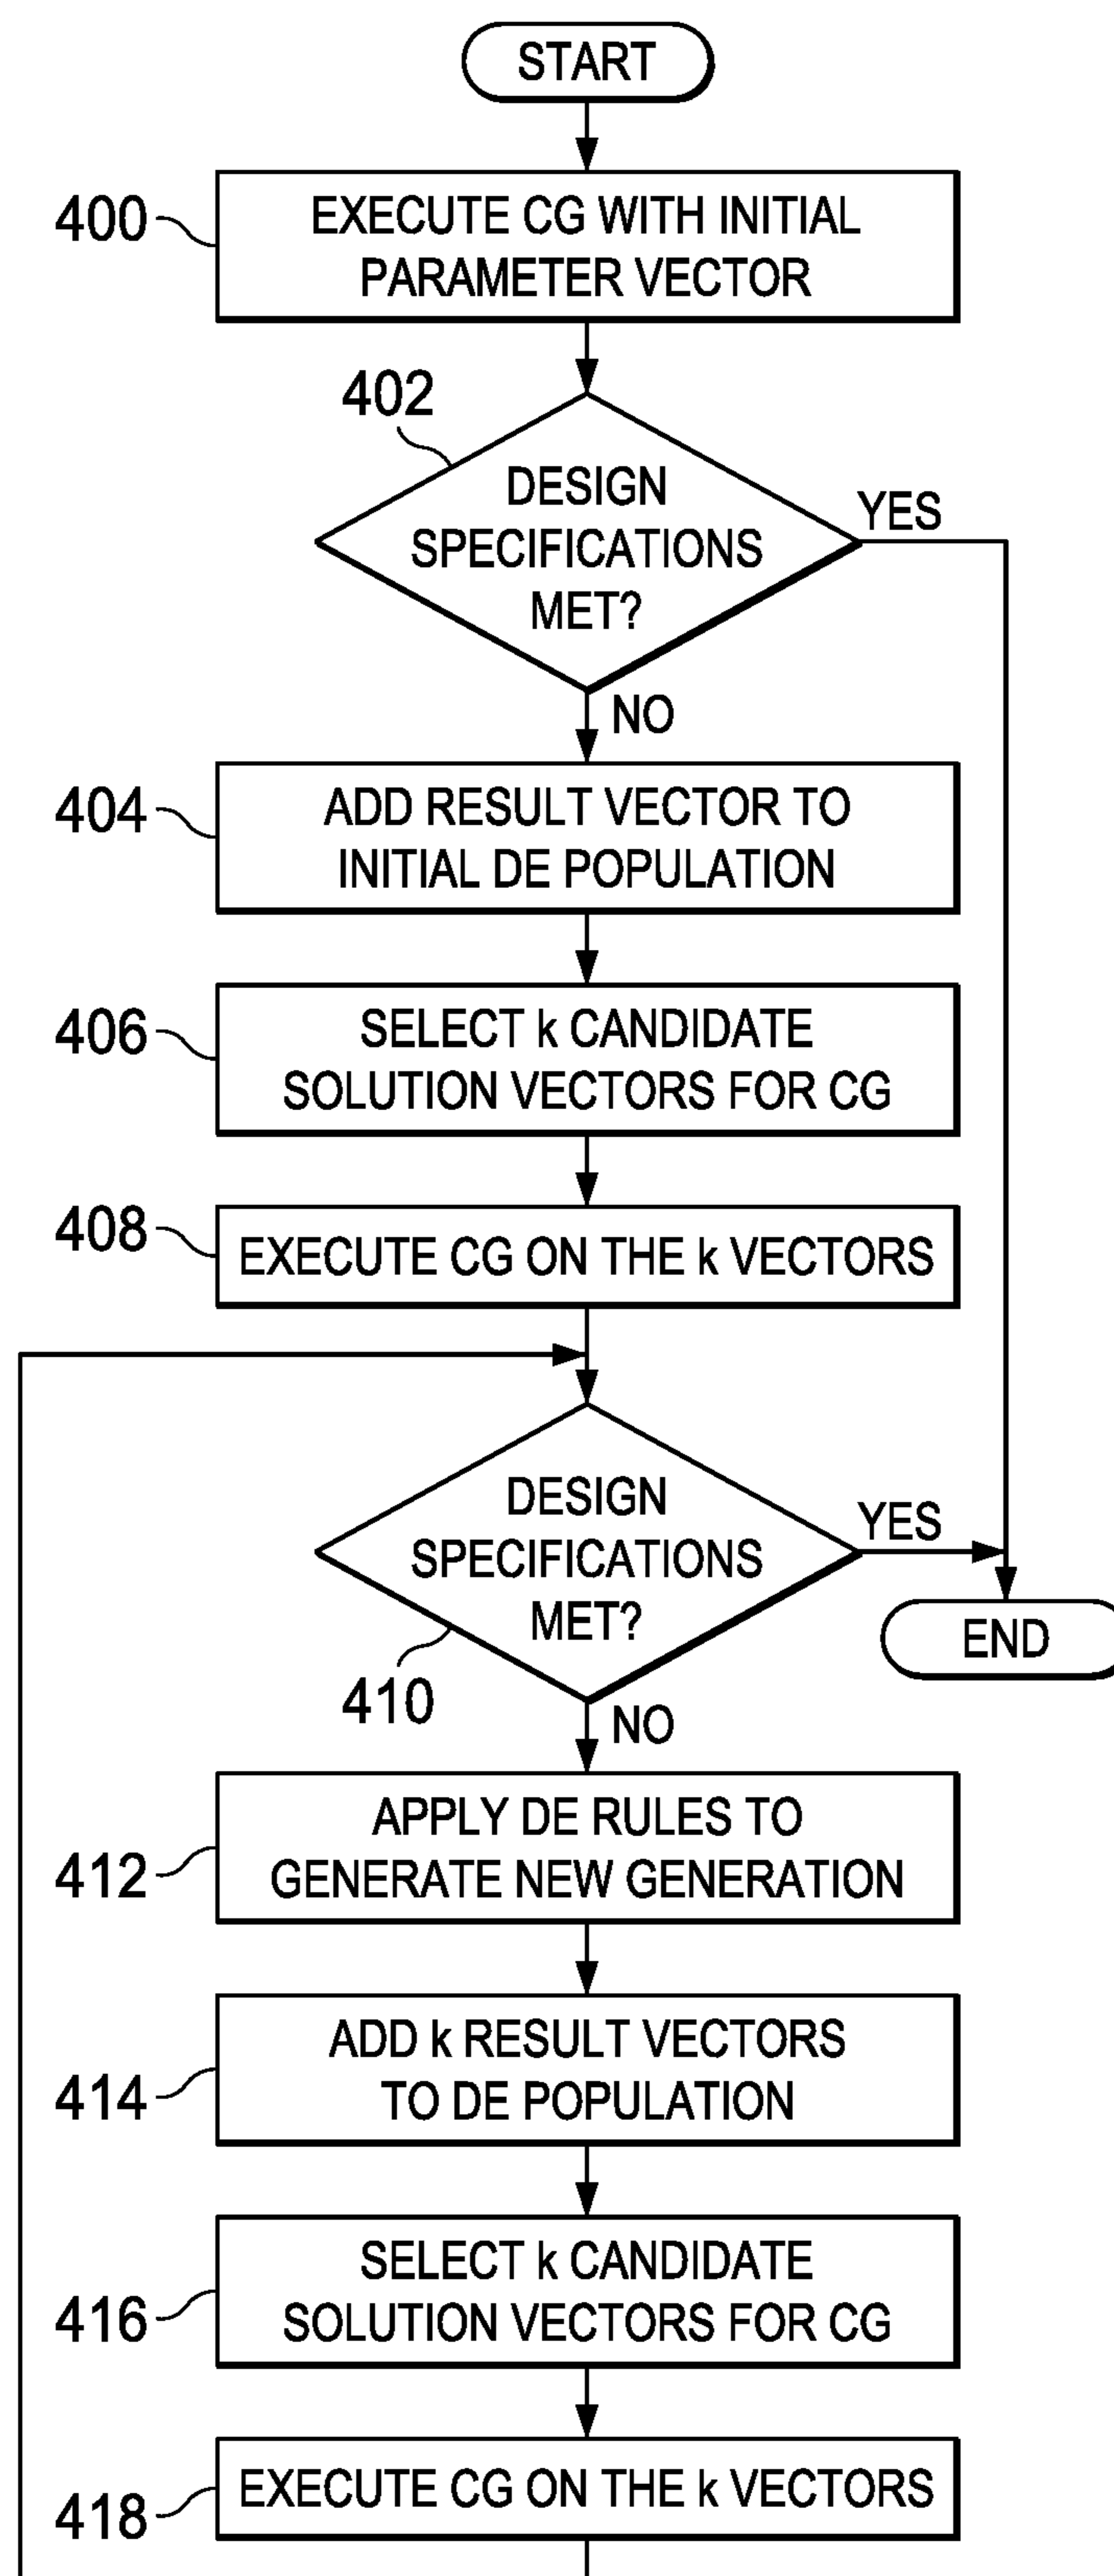 START
400
EXECUTE CG WITH INITIAL
PARAMETER VECTOR
402
DESIGN
SPECIFICATIONS
MET?
YES
NO
404
ADD RESULT VECTOR TO
INITIAL DE POPULATION
406
SELECT k CANDIDATE
SOLUTION VECTORS FOR CG
408
EXECUTE CG ON THE k VECTORS
DESIGN
SPECIFICATIONS
MET?
YES
END
410
NO
412
APPLY DE RULES TO
GENERATE NEW GENERATION
414
ADD k RESULT VECTORS
TO DE POPULATION
416
SELECT k CANDIDATE
SOLUTION VECTORS FOR CG
418
EXECUTE CG ON THE k VECTORS